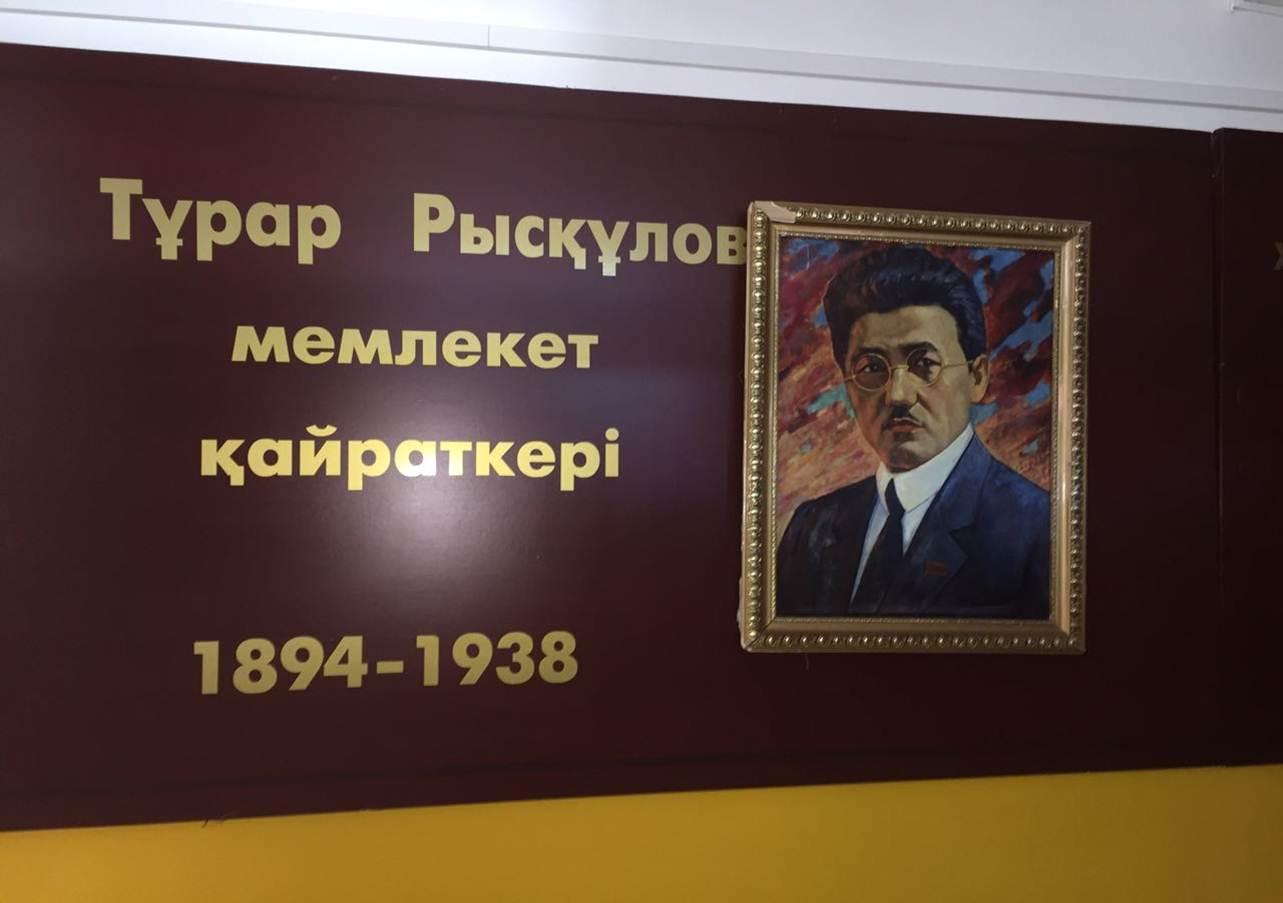 Тұрар Рысқұлов
мемлекет
қайраткері
1894-1938